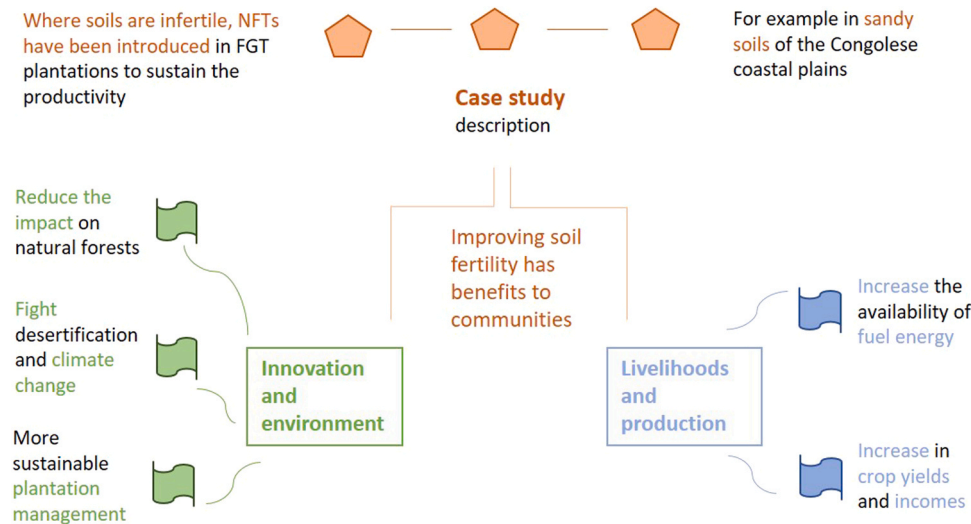 Where soils are infertile, NFTs
have been introduced in FGT
plantations to sustain the
productivity
For example in sandy
soils of the Congolese
coastal plains
Case study
description
Improving soil
fertility has
benefits to
communities
Reduce the
impact on
natural forests
Fight
desertification
and climate
change
More
sustainable
plantation
management
Innovation
and
environment
Livelihoods
and
production
Increase the
availability of
fuel energy
Increase in
crop yields
and incomes